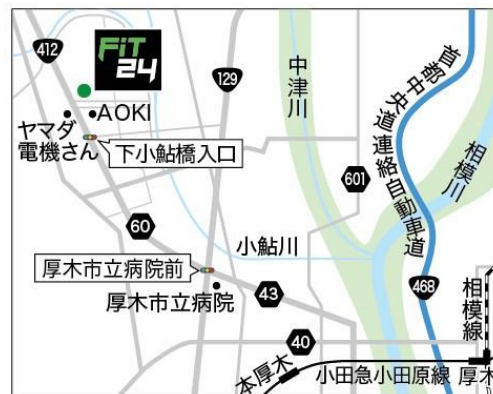 412
FiT
24
129
中津川
首都中央道連絡自動車道
AOKI
ヤマダ
電機さん
下小鮎橋入口
相模川
601
60
小鮎川
厚木市立病院前
厚木市立病院
43
468
相模線
40
本厚木
小田急小田原線
厚木